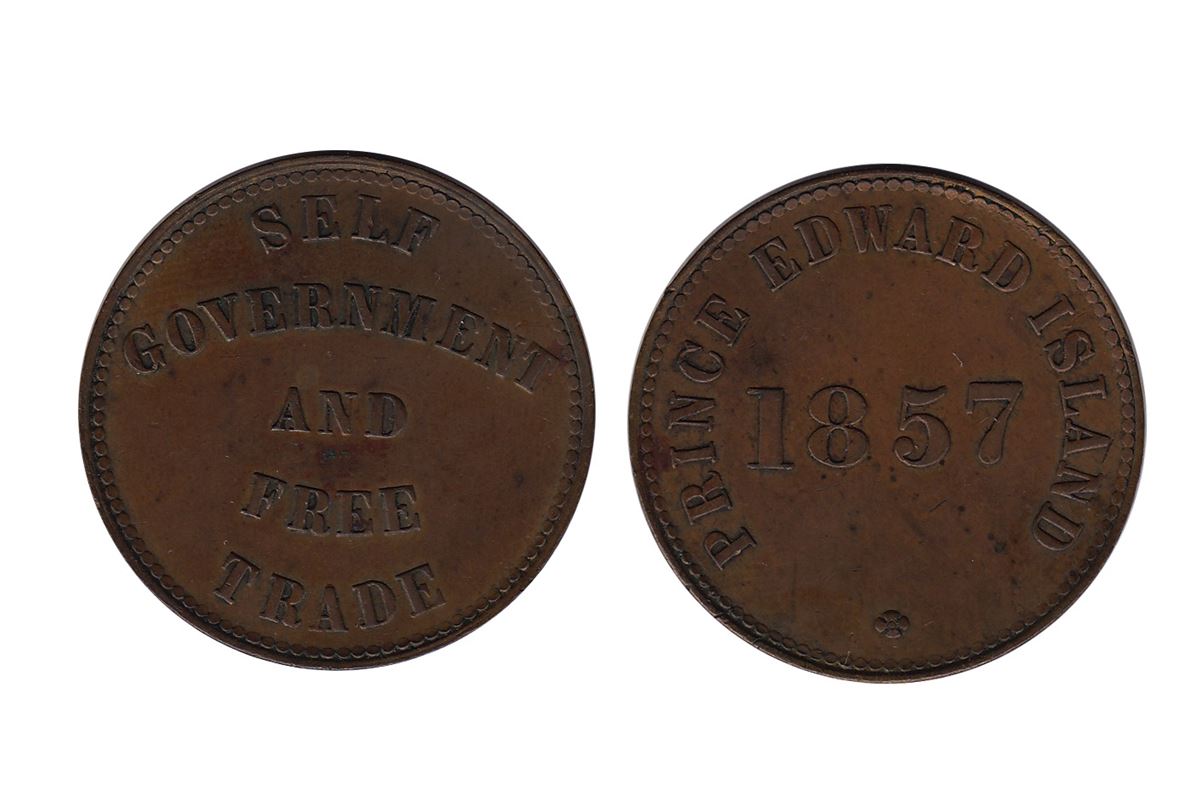 SELF
GOVERNMENT
AND
FREE
TRADE
PRINCE EDWARD ISLAND
1857